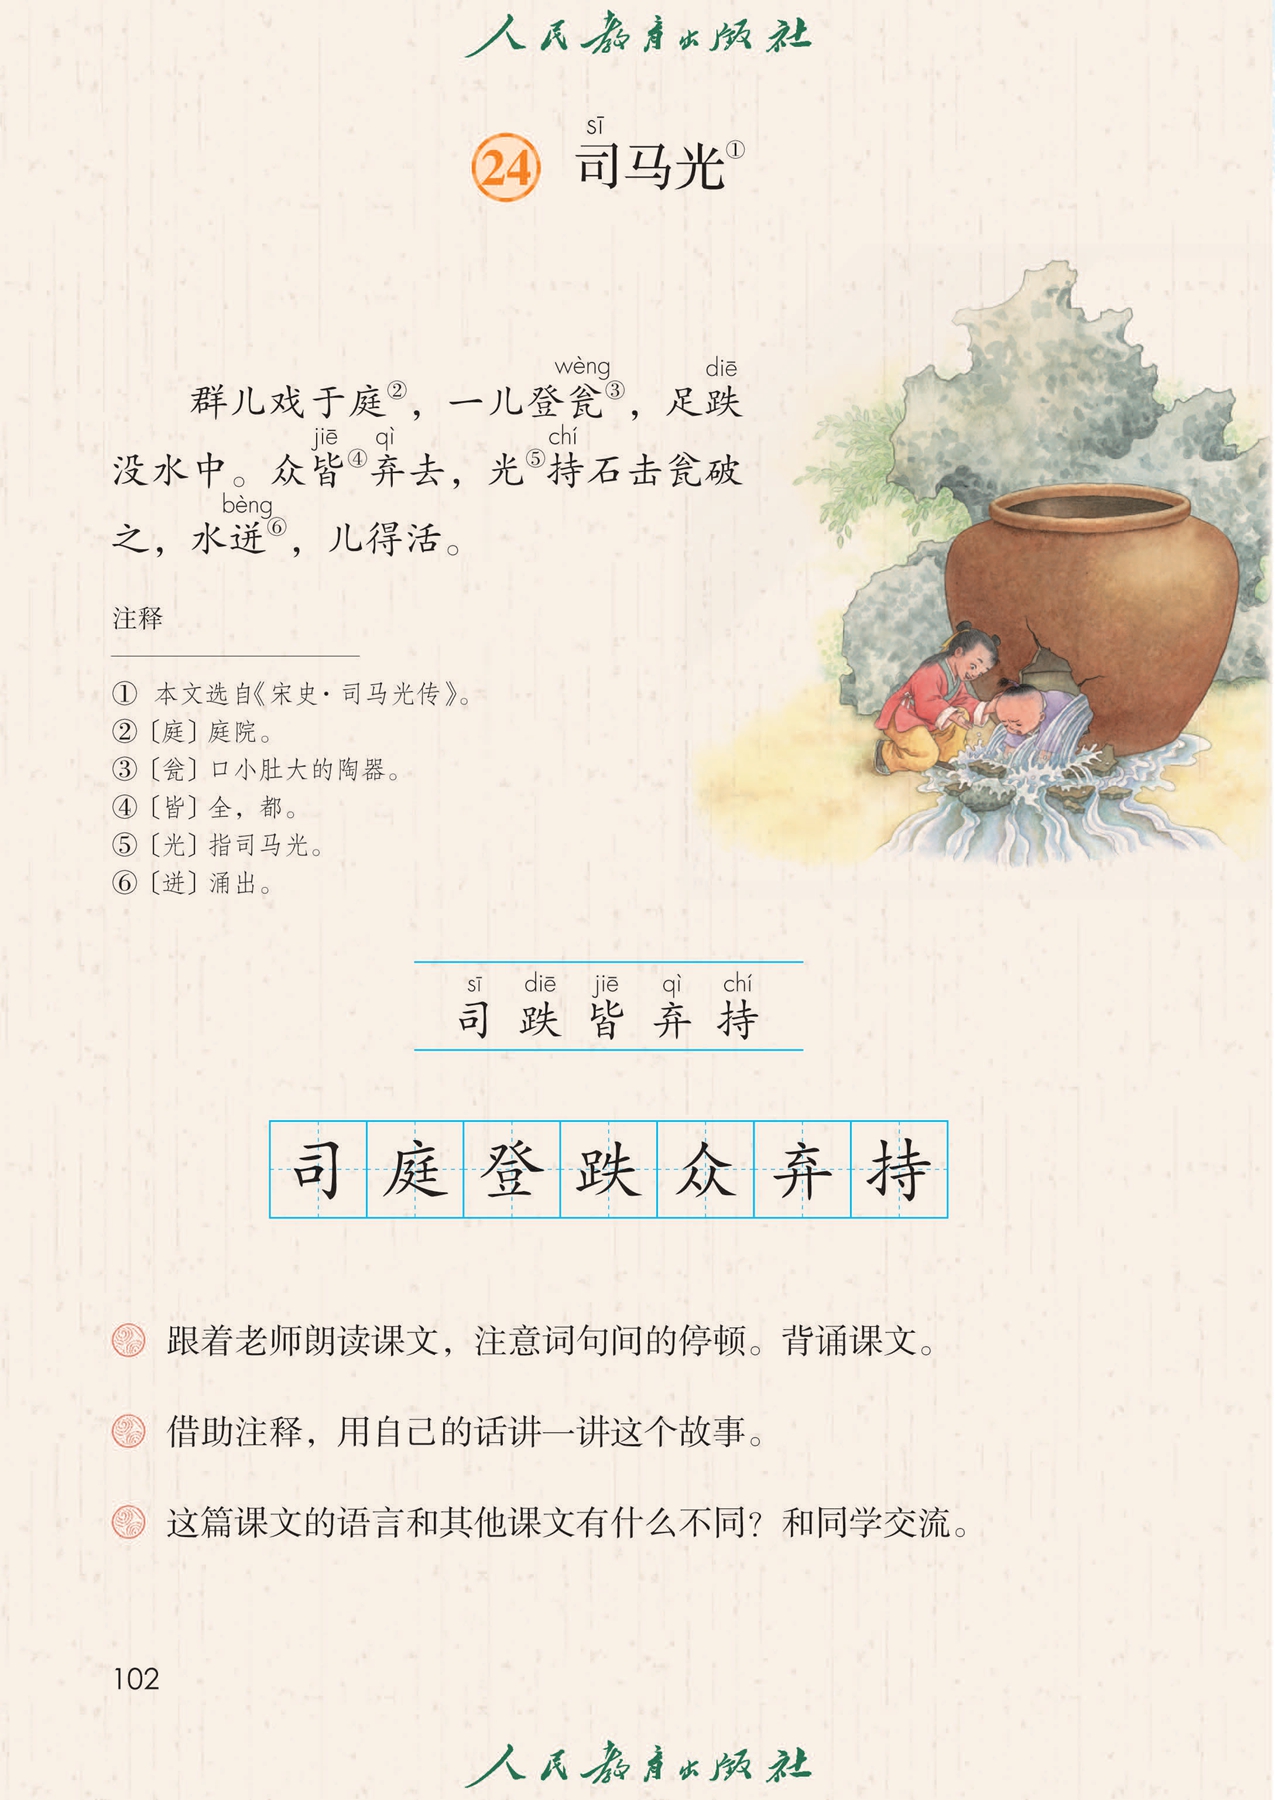 人民教育出版社
sī
24 司马光①
wèng diē
群儿戏于庭②，一儿登瓮③，足跌
jiē qì chí
没水中。众皆④弃去，光⑤持石击瓮破
bèng
之，水迸⑥，儿得活。
注释
① 本文选自《宋史·司马光传》。
②〔庭〕庭院。
③〔瓮〕口小肚大的陶器。
④〔皆〕全，都。
⑤〔光〕指司马光。
⑥〔迸〕涌出。
sī diē jiē qì chí
司 跌 皆 弃 持
司 庭 登 跌 众 弃 持
跟着老师朗读课文，注意词句间的停顿。背诵课文。
借助注释，用自己的话讲一讲这个故事。
这篇课文的语言和其他课文有什么不同？和同学交流。
102
人民教育出版社